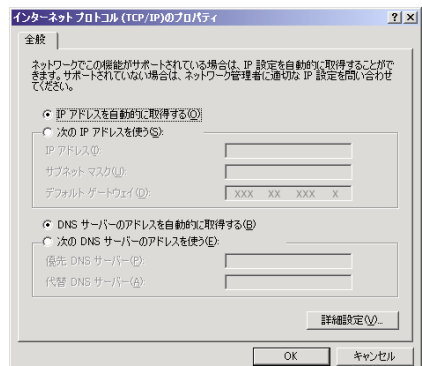 インターネット プロトコル (TCP/IP)のプロパティ
? ×
全般
ネットワークでこの機能がサポートされている場合は、IP 設定を自動的に取得することがで
きます。サポートされていない場合は、ネットワーク管理者に適切な IP 設定を問い合わせ
てください。
IP アドレスを自動的に取得する(O)
次の IP アドレスを使う(S):
IP アドレス(I):
サブネット マスク(U):
デフォルト ゲートウェイ(D):
XXX XX XXX X
DNS サーバーのアドレスを自動的に取得する(B)
次の DNS サーバーのアドレスを使う(E):
優先 DNS サーバー(P):
代替 DNS サーバー(A):
詳細設定(V)...
OK キャンセル